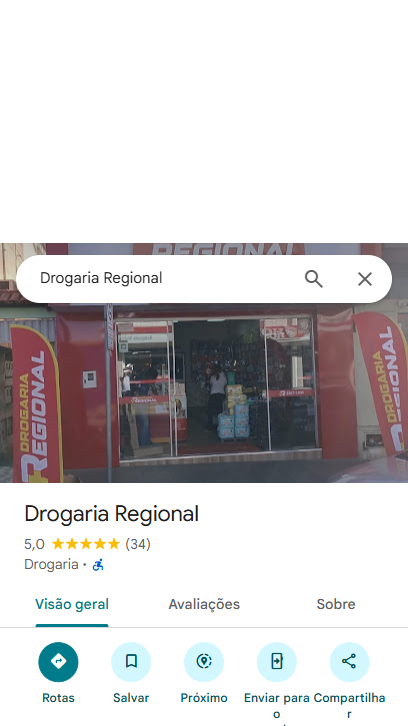 REGIONAL
Drogaria Regional
DROGARIA
REGIONAL
DROGARIA
REGIONAL
REGIONAL
Drogaria Regional
5,0 (34)
Drogaria ·
Visão geral
Avaliações
Sobre
Rotas
Salvar
Próximo
Enviar para o
Compartilhar